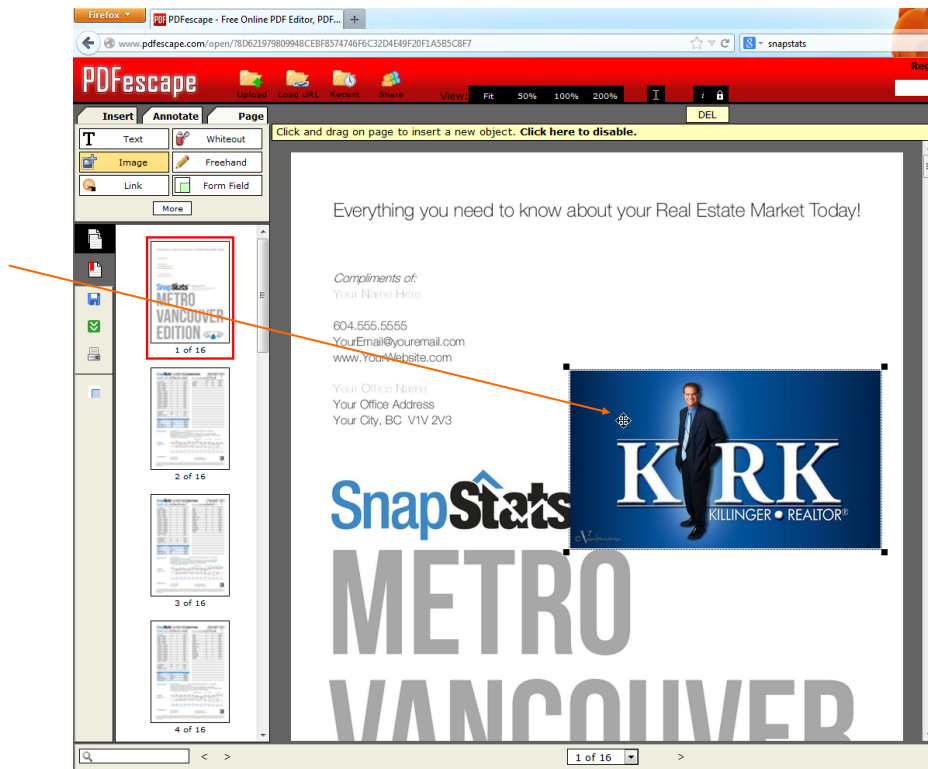 Firefox
PDF PDFescape - Free Online PDF Editor, PDF... +
www.pdfescape.com/open/?8D621979809948CEBF8574746F6C32D4E49F20F1A5B5C8F7
8 snapstats
PDFescape
Upload Load URL Recent Share View: Fit 50% 100% 200% I i
Reg
Insert Annotate Page
DEL
Click and drag on page to insert a new object. Click here to disable.
T Text Whiteout
Image Freehand
Link Form Field
More
Everything you need to know about your Real Estate Market Today!
Compliments of:
Your Name Here
604.555.5555
YourEmail@youremail.com
www.YourWebsite.com
Your Office Name
Your Office Address
Your City, BC V1V 2V3
SnapStats
METRO
VANCOUVER
EDITION
1 of 16
2 of 16
3 of 16
4 of 16
KIRK
KILLINGER • REALTOR®
SnapStats
METRO
VANCOUVER
< >
1 of 16
>